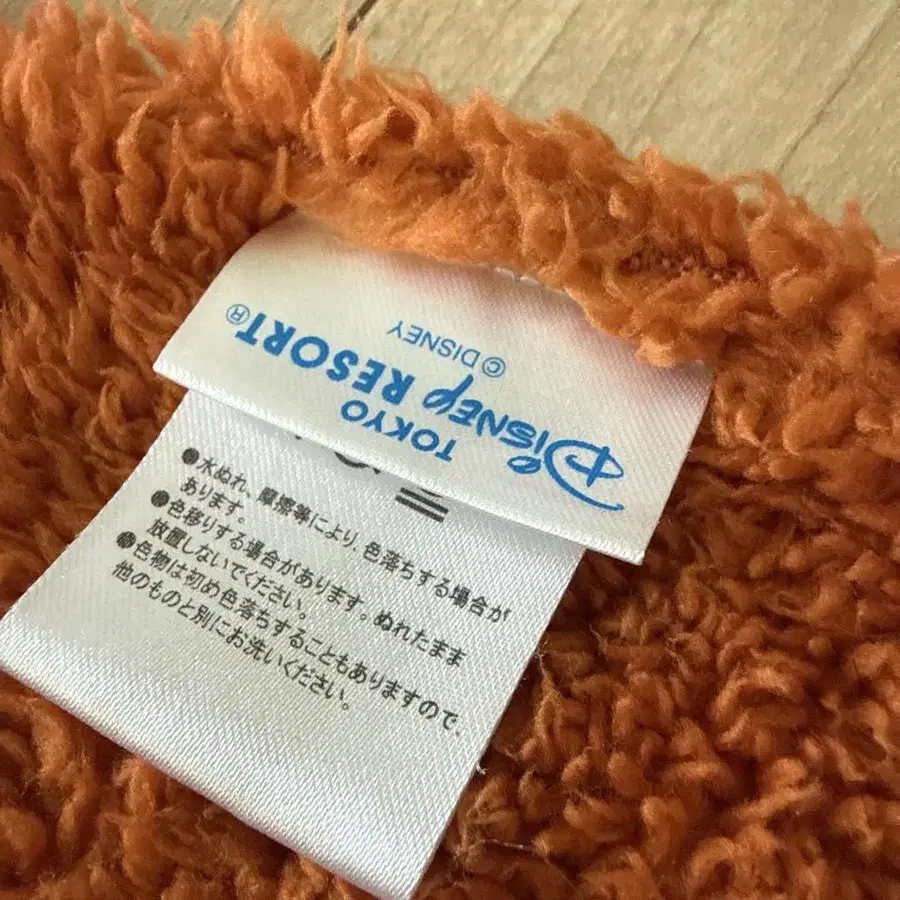 TOKYO
Disney RESORT®
©DISNEY
●水ぬれ、摩擦等により、色落ちする場合が
あります。
●色移りする場合があります。ぬれたまま
放置しないでください。
●色物は初め色落ちすることもありますので、
他のものと別にお洗いください。